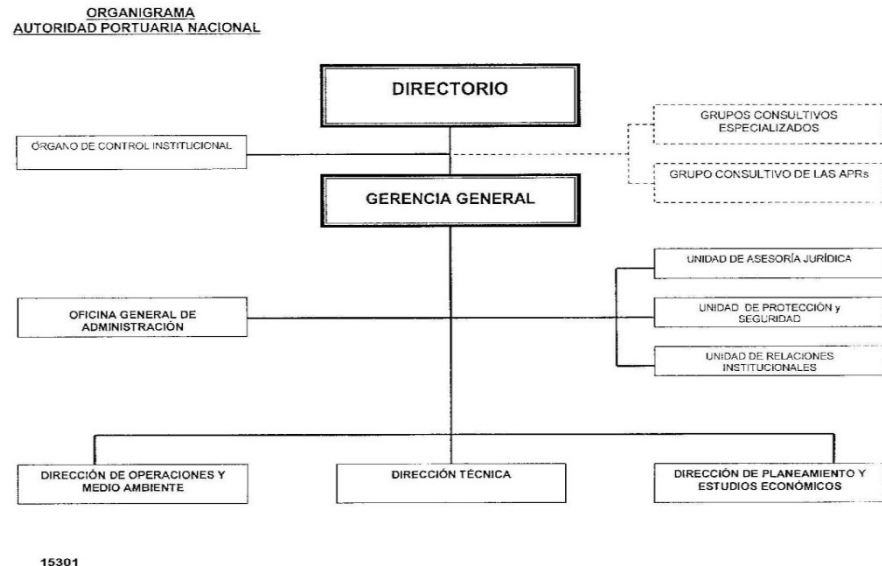 ORGANIGRAMA
AUTORIDAD PORTUARIA NACIONAL
DIRECTORIO
GRUPOS CONSULTIVOS
ESPECIALIZADOS
ÓRGANO DE CONTROL INSTITUCIONAL
GRUPO CONSULTIVO DE LAS APRs
GERENCIA GENERAL
UNIDAD DE ASESORÍA JURÍDICA
OFICINA GENERAL DE
ADMINISTRACIÓN
UNIDAD DE PROTECCIÓN y
SEGURIDAD
UNIDAD DE RELACIONES
INSTITUCIONALES
DIRECCIÓN DE OPERACIONES Y
MEDIO AMBIENTE
DIRECCIÓN TÉCNICA
DIRECCIÓN DE PLANEAMIENTO Y
ESTUDIOS ECONÓMICOS
15301